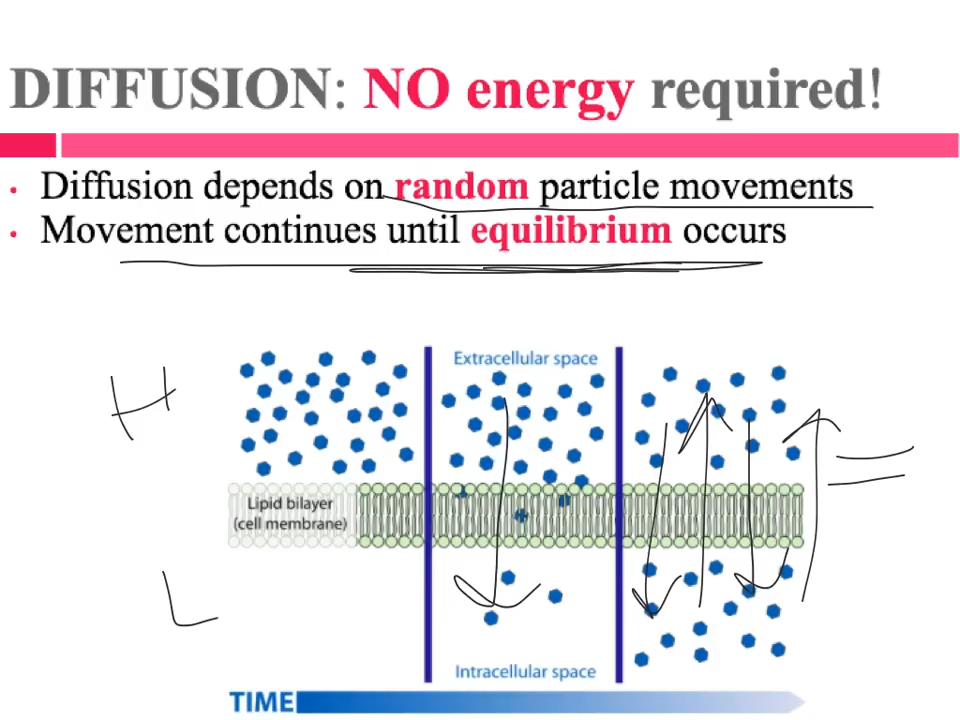 DIFFUSION: NO energy required!
• Diffusion depends on random particle movements
• Movement continues until equilibrium occurs
Extracellular space
H
=
Lipid bilayer
(cell membrane)
L
Intracellular space
TIME